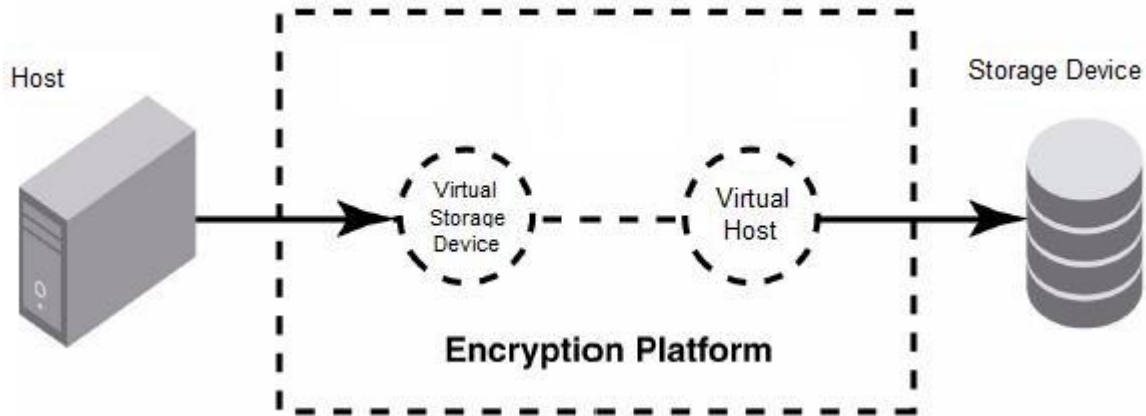 Host
Storage Device
Virtual
Storage
Device
Virtual
Host
Encryption Platform